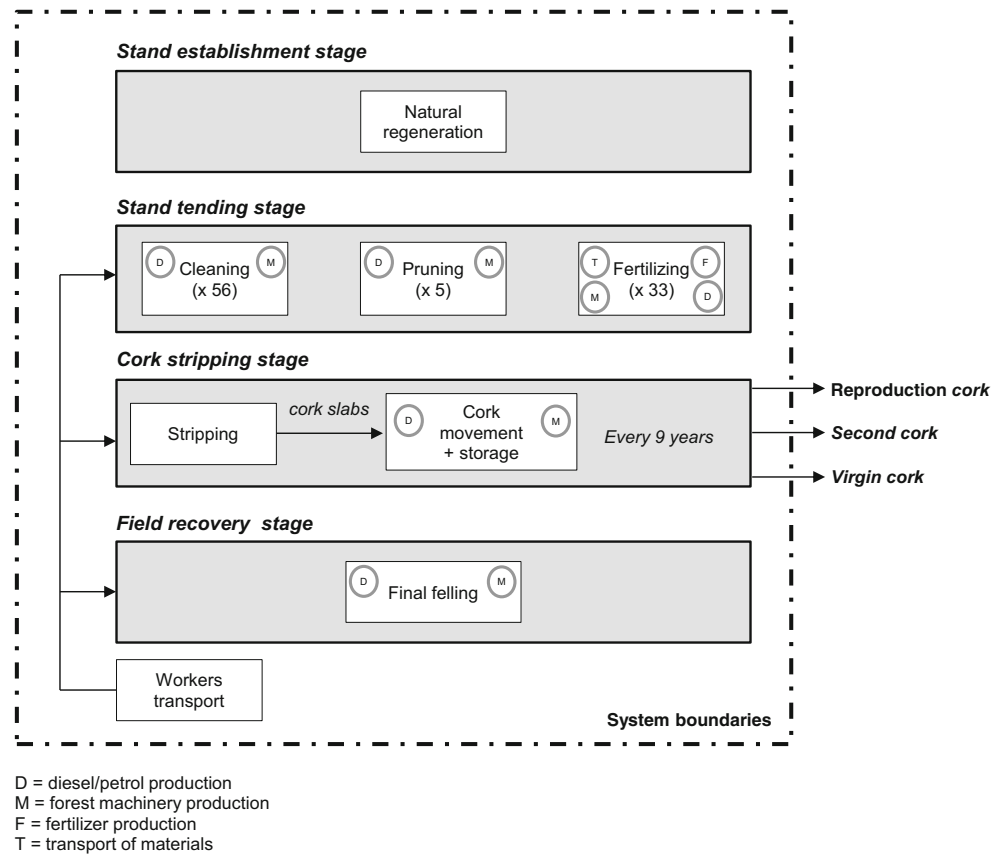 Stand establishment stage
Natural
regeneration
Stand tending stage
D Cleaning M
(x 56)
D Pruning M
(x 5)
T Fertilizing F
M (x 33) D
Cork stripping stage
Stripping
cork slabs
D Cork M
movement
+ storage
Every 9 years
Reproduction cork
Second cork
Virgin cork
Field recovery stage
D Final felling M
Workers
transport
System boundaries
D = diesel/petrol production
M = forest machinery production
F = fertilizer production
T = transport of materials